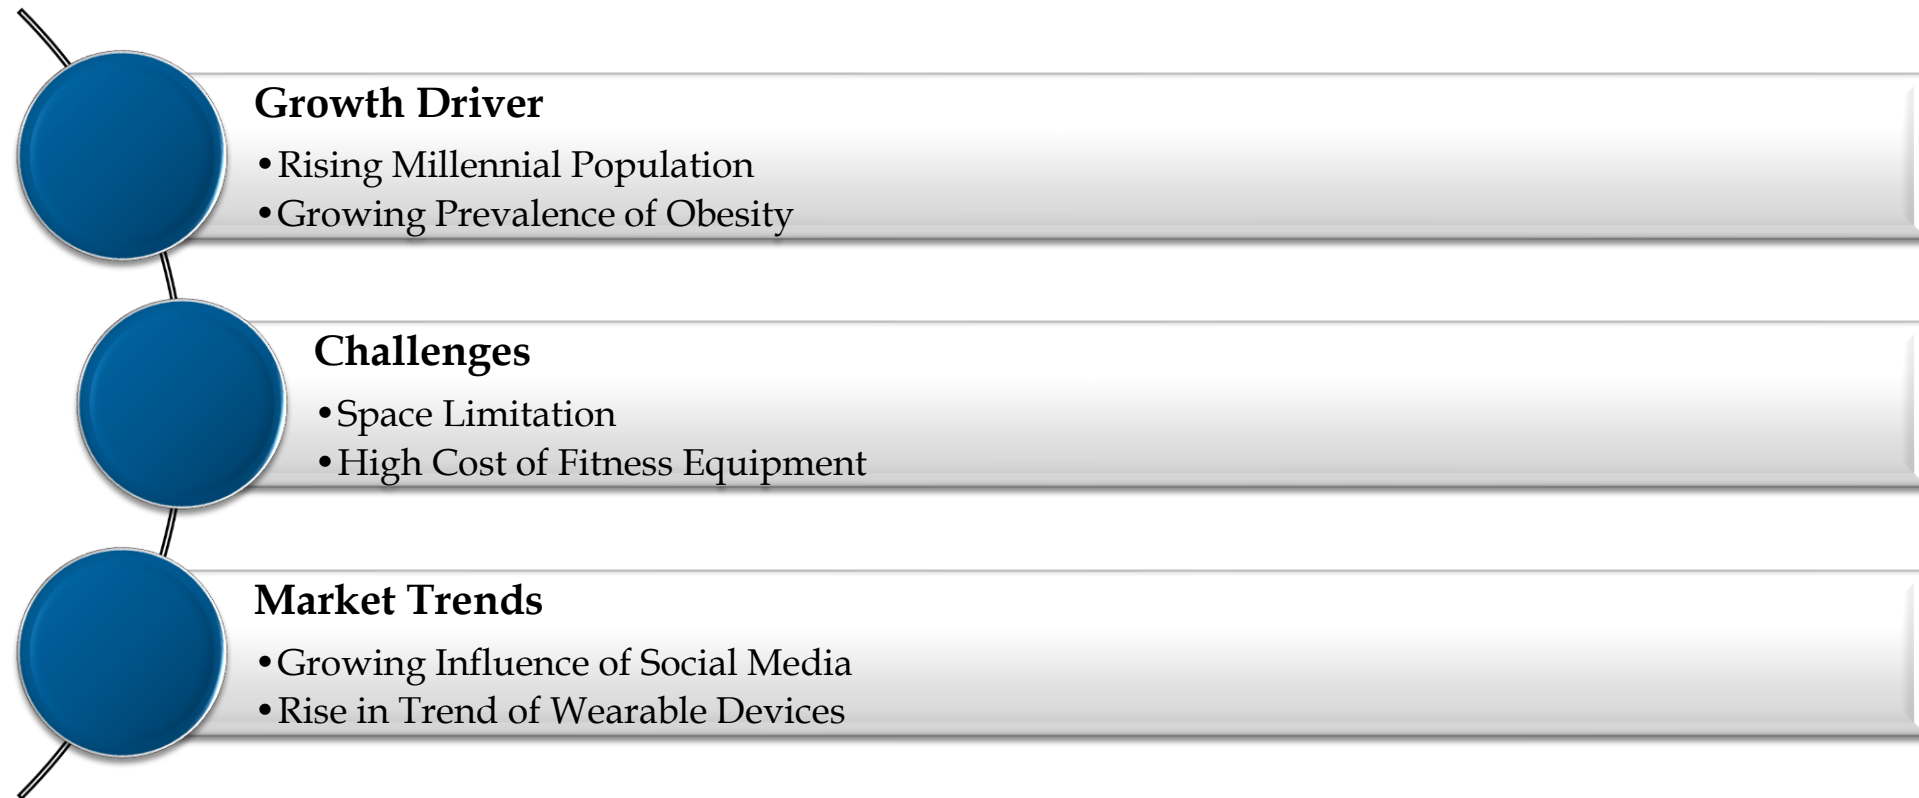 Growth Driver
•Rising Millennial Population
•Growing Prevalence of Obesity
Challenges
•Space Limitation
•High Cost of Fitness Equipment
Market Trends
•Growing Influence of Social Media
•Rise in Trend of Wearable Devices